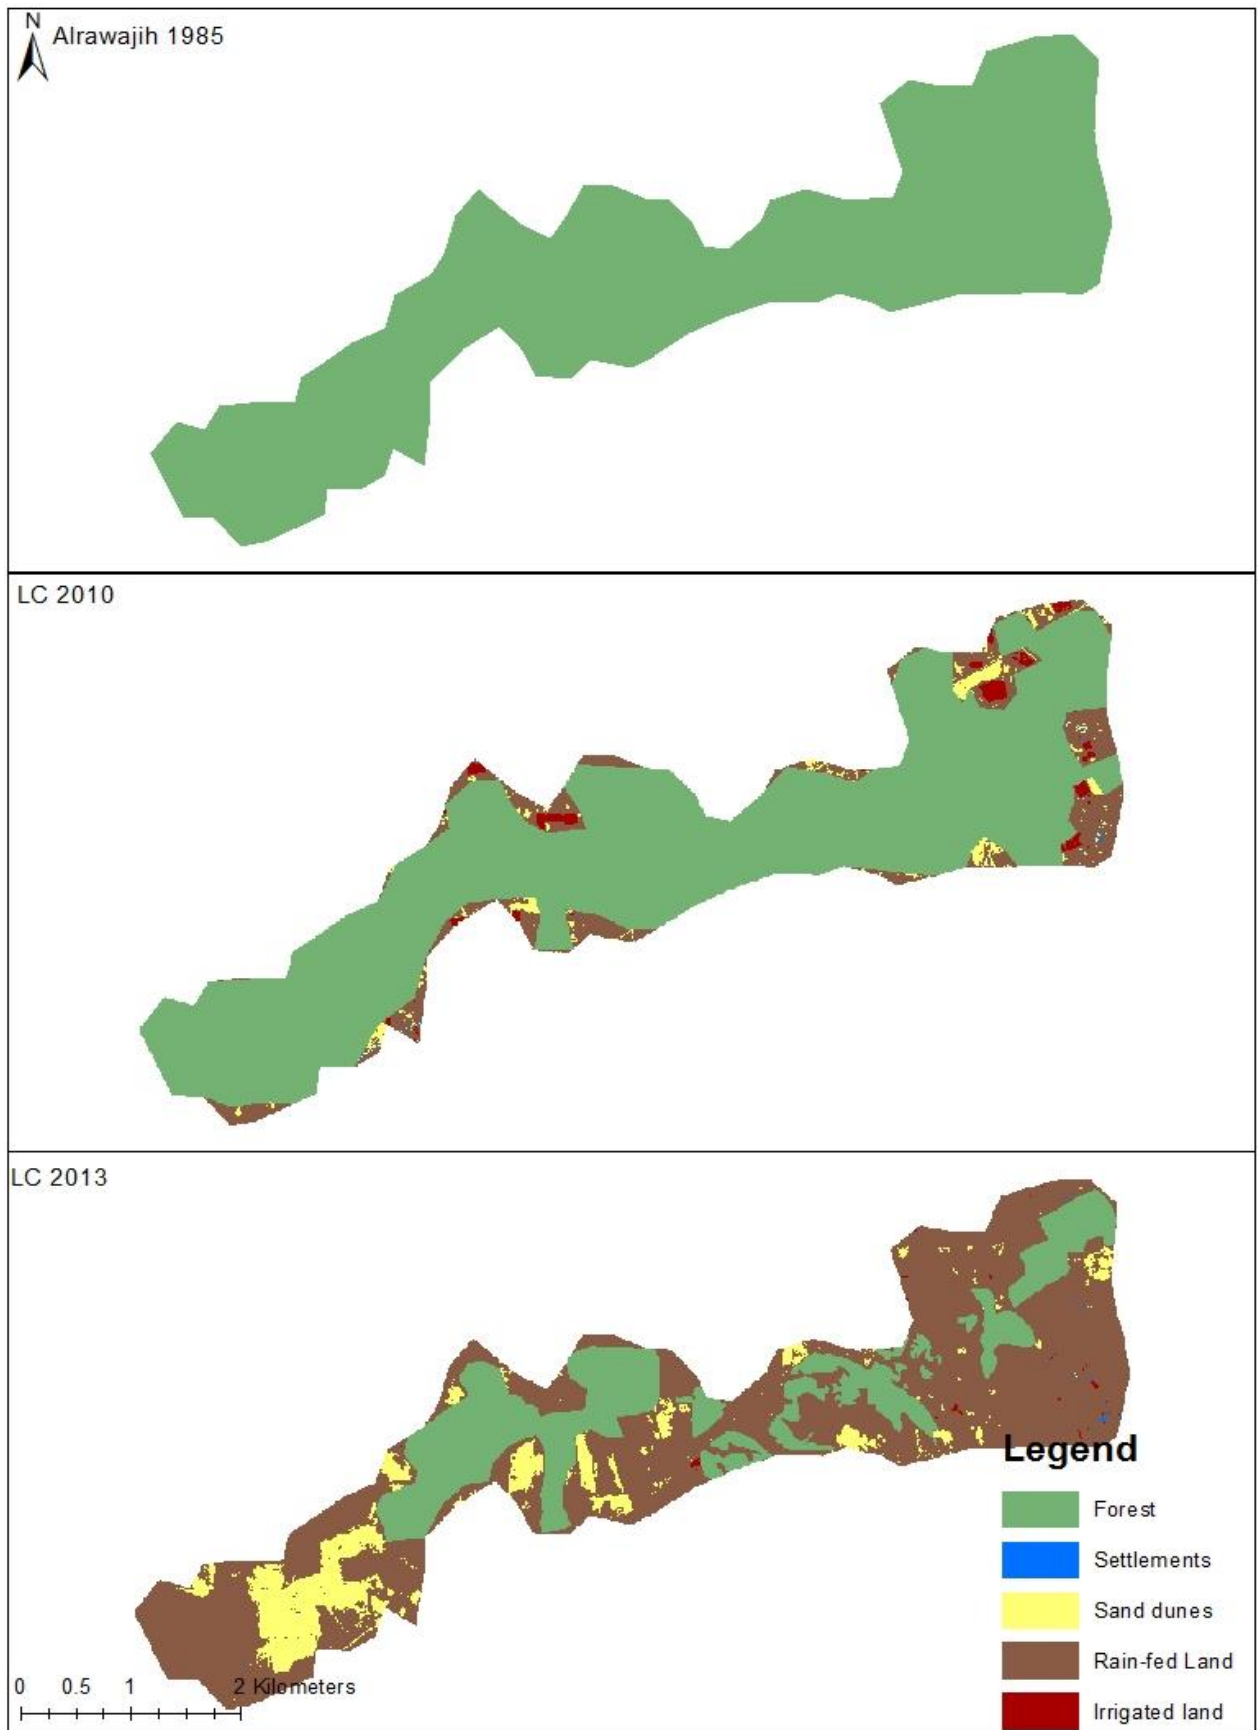 N
Alrawajih 1985
LC 2010
LC 2013
Legend
Forest
Settlements
Sand dunes
Rain-fed Land
Irrigated land
0 0.5 1 2 Kilometers